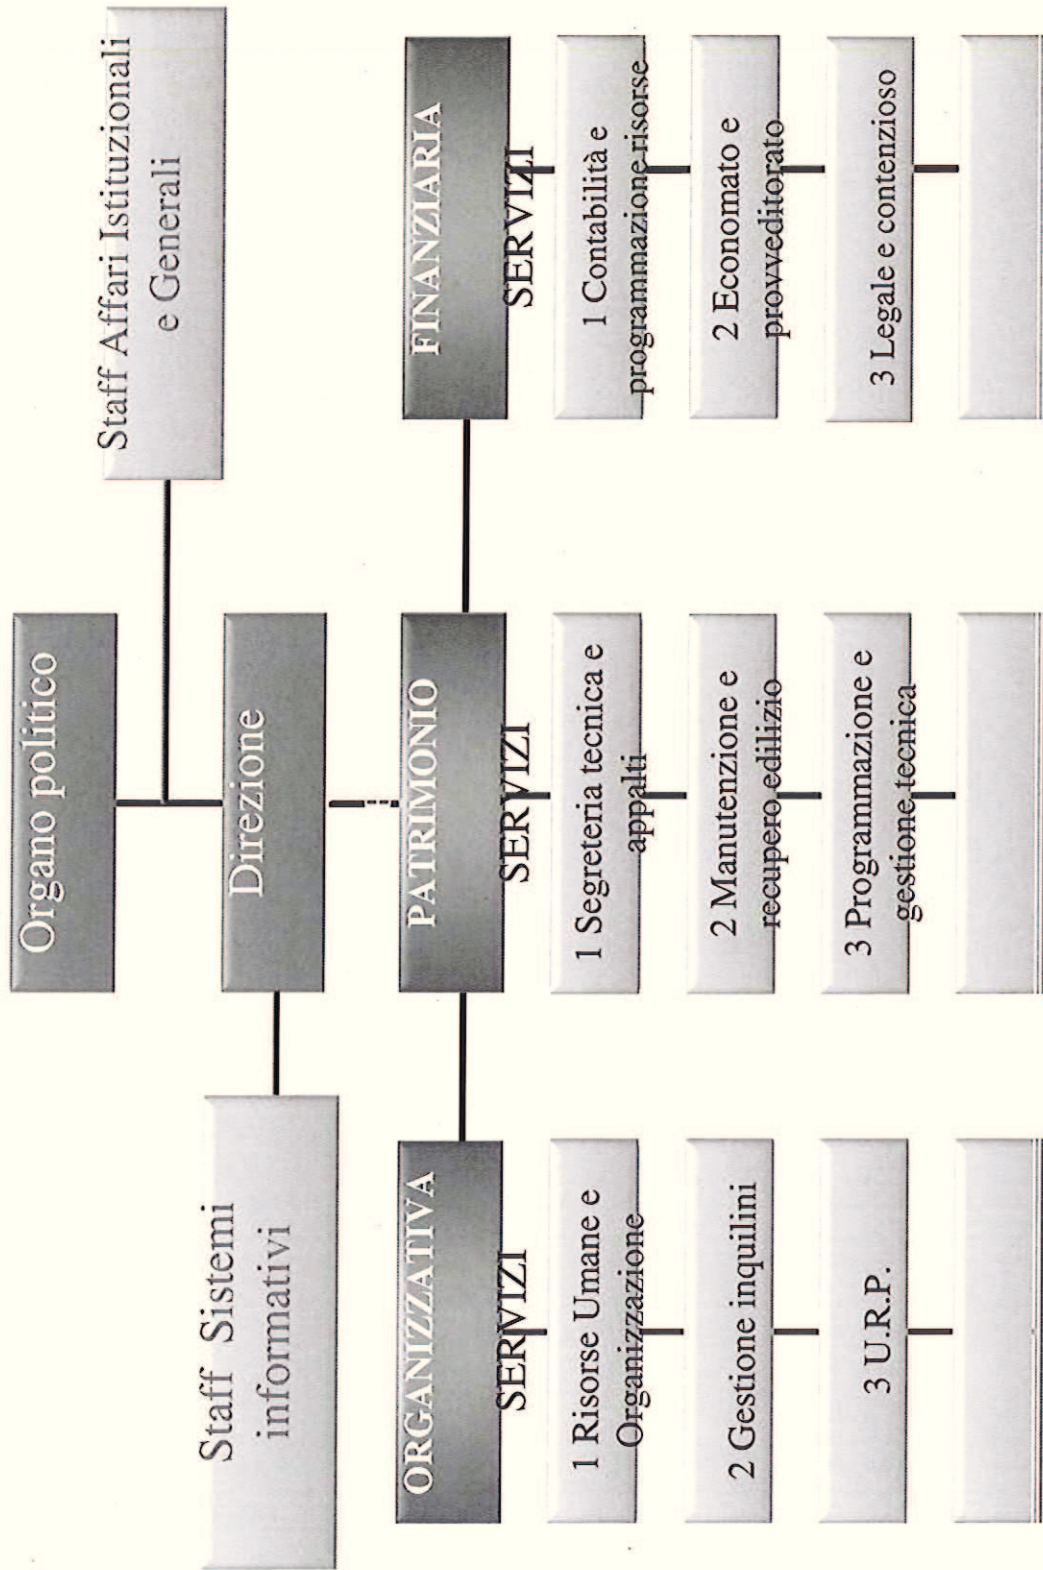 Organo politico
Staff Affari Istituzionali
e Generali
Direzione
Staff Sistemi
informativi
ORGANIZZATIVA
SERVIZI
1 Risorse Umane e
Organizzazione
2 Gestione inquilini
3 U.R.P.
PATRIMONIO
SERVIZI
1 Segreteria tecnica e
appalti
2 Manutenzione e
recupero edilizio
3 Programmazione e
gestione tecnica
FINANZIARIA
SERVIZI
1 Contabilità e
programmazione risorse
2 Economato e
provveditorato
3 Legale e contenzioso